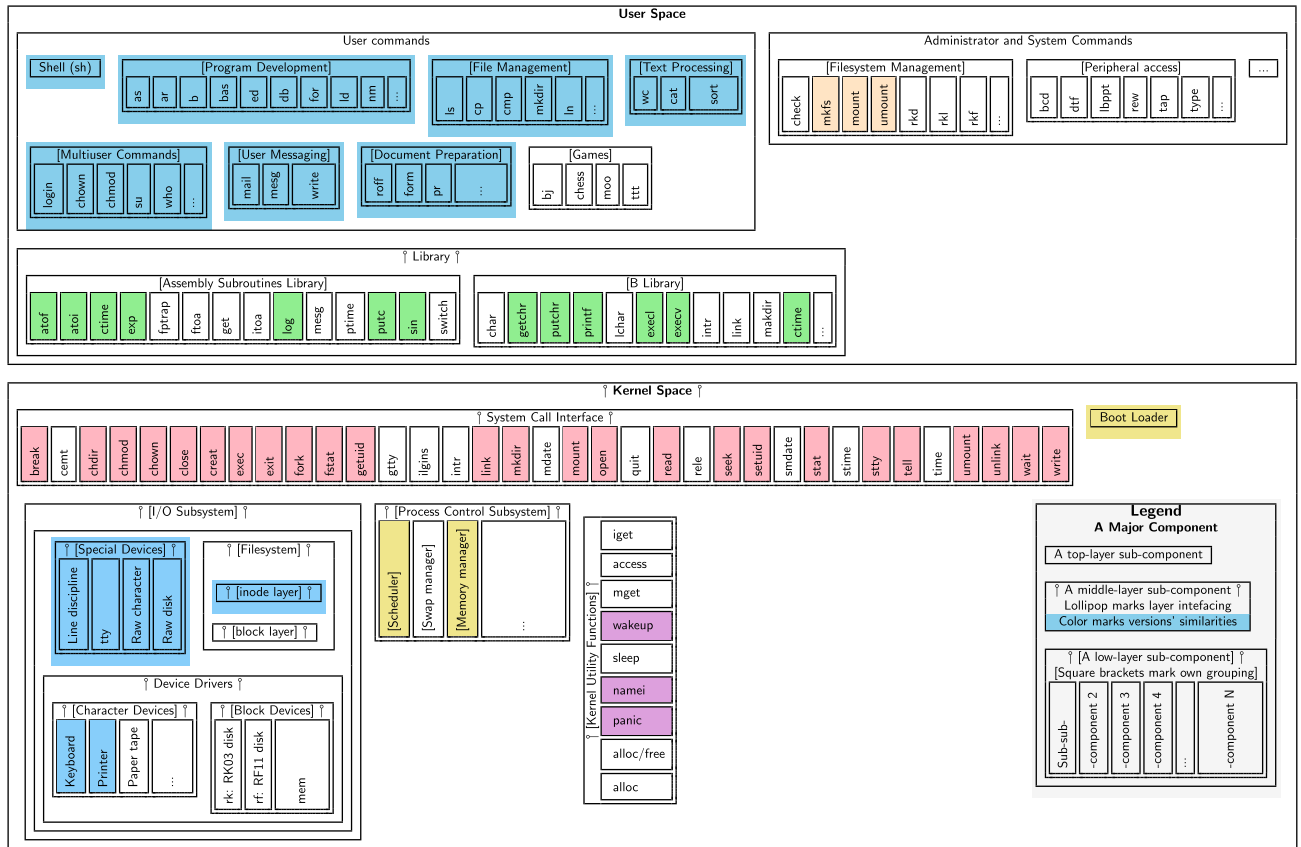 User Space
User commands
Shell (sh)
[Program Development]
as ar b bas ed db for ld nm ...
[File Management]
ls cp cmp mkdir ln ...
[Text Processing]
wc cat sort
[Multiuser Commands]
login chown chmod su who ...
[User Messaging]
mail mesg write
[Document Preparation]
roff form pr ...
[Games]
bj chess moo ttt
Administrator and System Commands
[Filesystem Management]
check mkfs mount umount rkd rkl rkf ...
[Peripheral access]
bcd dtf lbppt rew tap type ...
...
Library
[Assembly Subroutines Library]
atof atoi ctime exp fptrap ftoa get itoa log mesg ptime putc sin switch
[B Library]
char getchr putchr printf lchar execl execv intr link makdir ctime ...
Kernel Space
System Call Interface
break cemt chdir chmod chown close creat exec exit fork fstat getuid gtty ilgins intr link mkdir mdate mount open quit read rele seek setuid smdate stat stime stty tell time umount unlink wait write
Boot Loader
[I/O Subsystem]
[Special Devices]
Line discipline
tty
Raw character
Raw disk
[Filesystem]
[inode layer]
[block layer]
Device Drivers
[Character Devices]
Keyboard
Printer
Paper tape
...
[Block Devices]
rk: RK03 disk
rf: RF11 disk
mem
[Process Control Subsystem]
[Scheduler]
[Swap manager]
[Memory manager]
...
[Kernel Utility Functions]
iget
access
mget
wakeup
sleep
namei
panic
alloc/free
alloc
Legend
A Major Component
A top-layer sub-component
A middle-layer sub-component
Lollipop marks layer intefacing
Color marks versions' similarities
[A low-layer sub-component]
[Square brackets mark own grouping]
Sub-sub-
-component 2
-component 3
-component 4
...
-component N